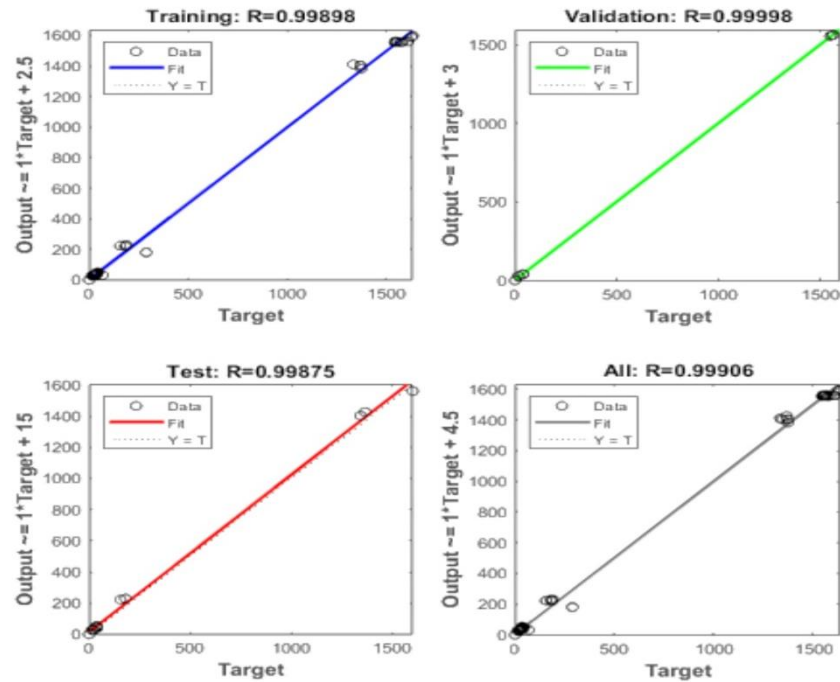 Training: R=0.99898
Output ~= 1*Target + 2.5
1600
1400
1200
1000
800
600
400
200
0
Data
Fit
Y = T
0 500 1000 1500
Target
Validation: R=0.99998
Output ~= 1*Target + 3
1500
1000
500
0
Data
Fit
Y = T
0 500 1000 1500
Target
Test: R=0.99875
Output ~= 1*Target + 15
1600
1400
1200
1000
800
600
400
200
0
Data
Fit
Y = T
0 500 1000 1500
Target
All: R=0.99906
Output ~= 1*Target + 4.5
1600
1400
1200
1000
800
600
400
200
0
Data
Fit
Y = T
0 500 1000 1500
Target